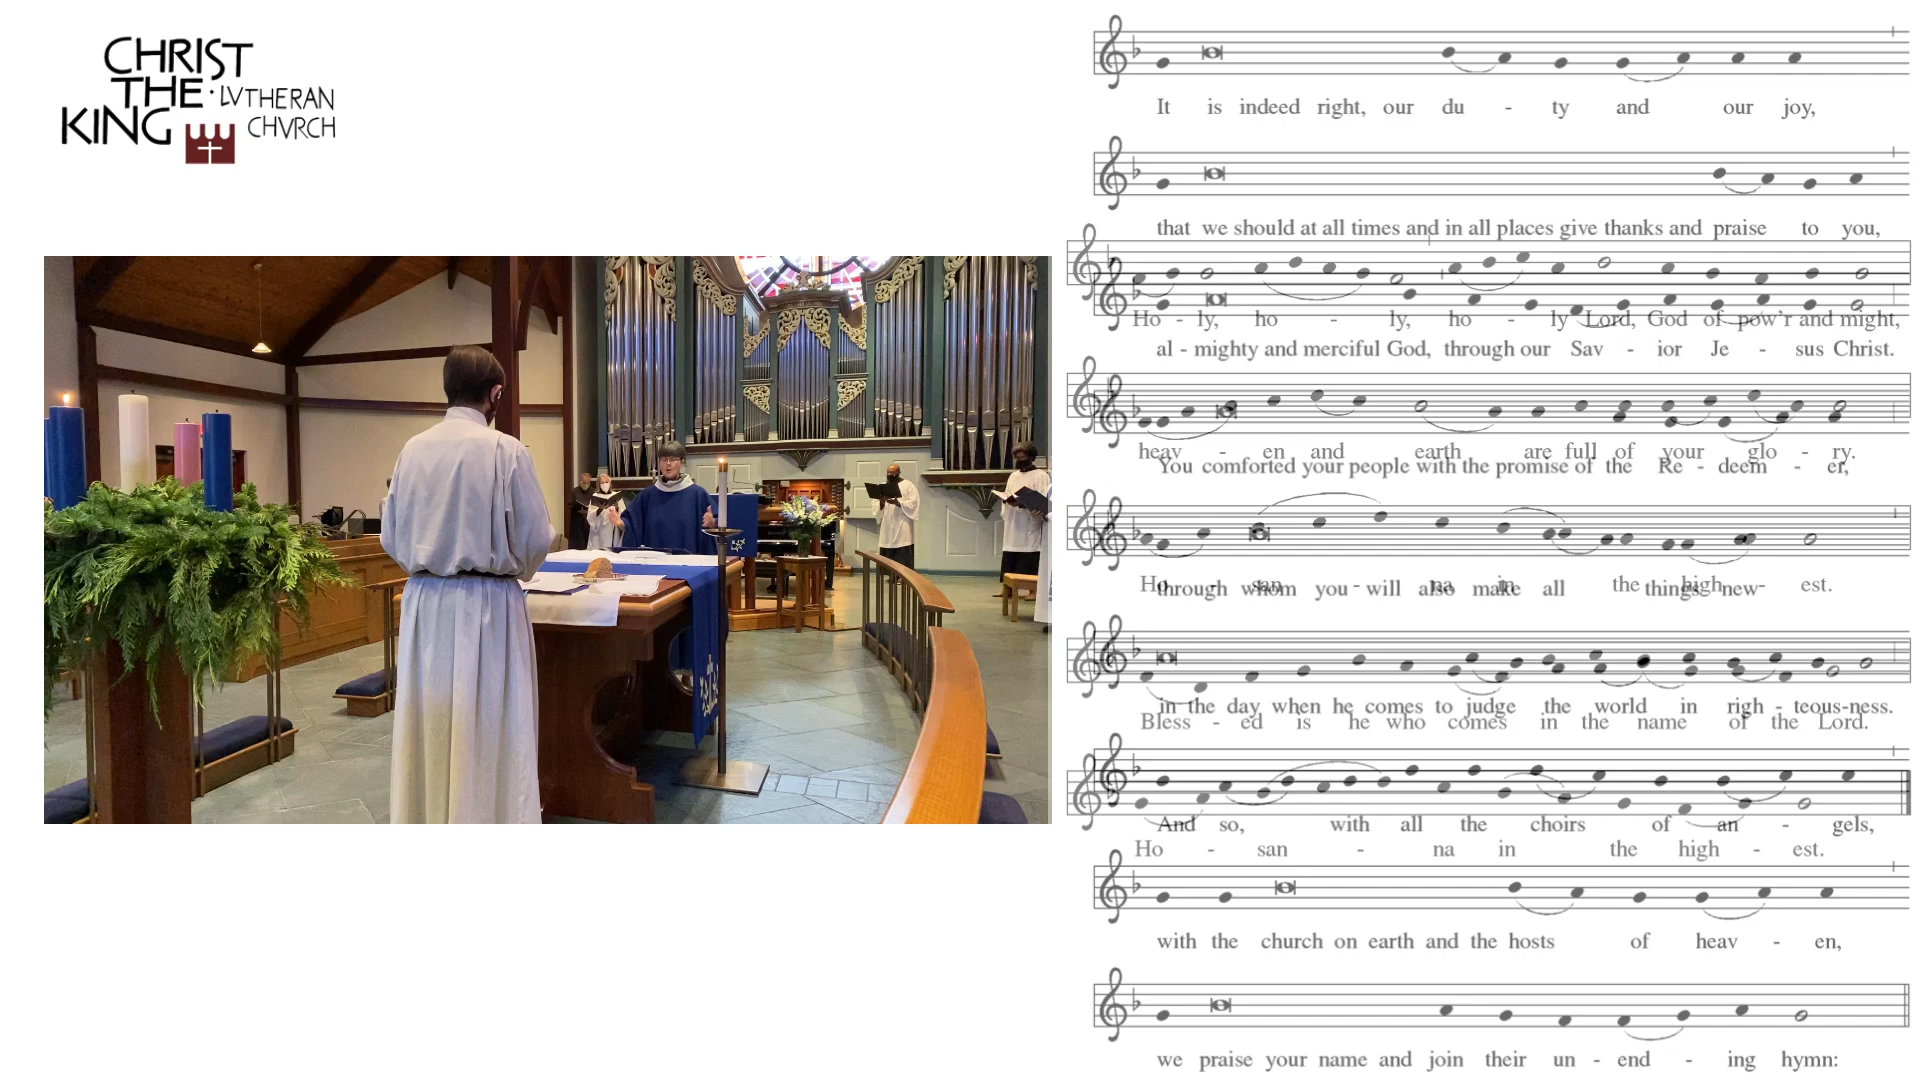 CHRIST
THE · LVTHERAN
KING CHVRCH
It is indeed right, our du - ty and our joy,
that we should at all times and in all places give thanks and praise to you,
Ho - ly, ho - ly, ho - ly Lord, God of pow'r and might,
al - mighty and merciful God, through our Sav - ior Je - sus Christ.
heav - en and earth are full of your glo - ry.
You comforted your people with the promise of the Re - deem - er,
Ho - san - na in the high - est.
through whom you will also make all things new
in the day when he comes to judge the world in righ - teous-ness.
Bless - ed is he who comes in the name of the Lord.
And so, with all the choirs of an - gels,
Ho - san - na in the high - est.
with the church on earth and the hosts of heav - en,
we praise your name and join their un - end - ing hymn: